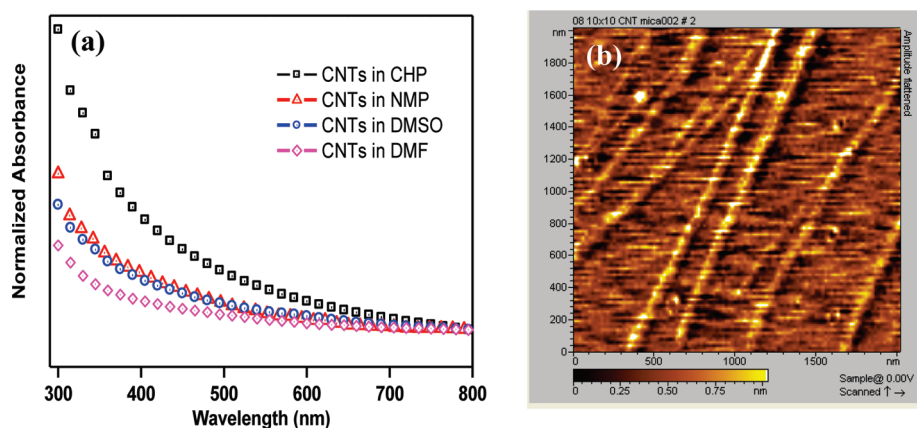 (a)
CNTs in CHP
CNTs in NMP
CNTs in DMSO
CNTs in DMF
Normalized Absorbance
300 400 500 600 700 800
Wavelength (nm)
08 10x10 CNT mica002 # 2
(b)
nm
1800
1600
1400
1200
1000
800
600
400
200
0
0 500 1000 1500 nm
Amplitude flattened
0 0.25 0.50 0.75 nm
Sample@ 0.00V
Scanned ↑ →